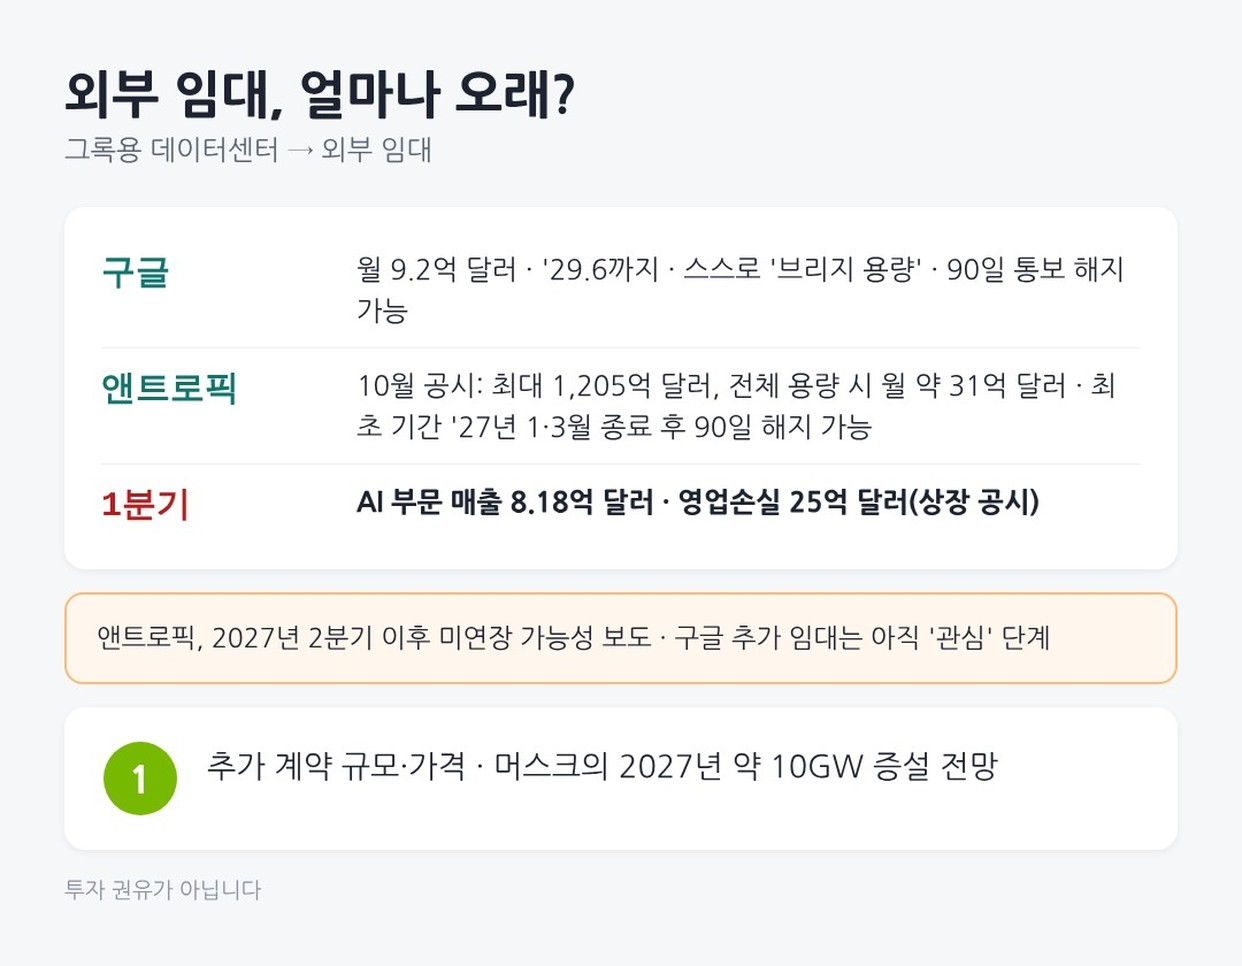 외부 임대, 얼마나 오래?
그록용 데이터센터 → 외부 임대
구글
월 9.2억 달러 · '29.6까지 · 스스로 '브리지 용량' · 90일 통보 해지
가능
앤트로픽
10월 공시: 최대 1,205억 달러, 전체 용량 시 월 약 31억 달러 · 최
초 기간 '27년 1·3월 종료 후 90일 해지 가능
1분기
AI 부문 매출 8.18억 달러 · 영업손실 25억 달러(상장 공시)
앤트로픽, 2027년 2분기 이후 미연장 가능성 보도 · 구글 추가 임대는 아직 '관심' 단계
1
추가 계약 규모·가격 · 머스크의 2027년 약 10GW 증설 전망
투자 권유가 아닙니다